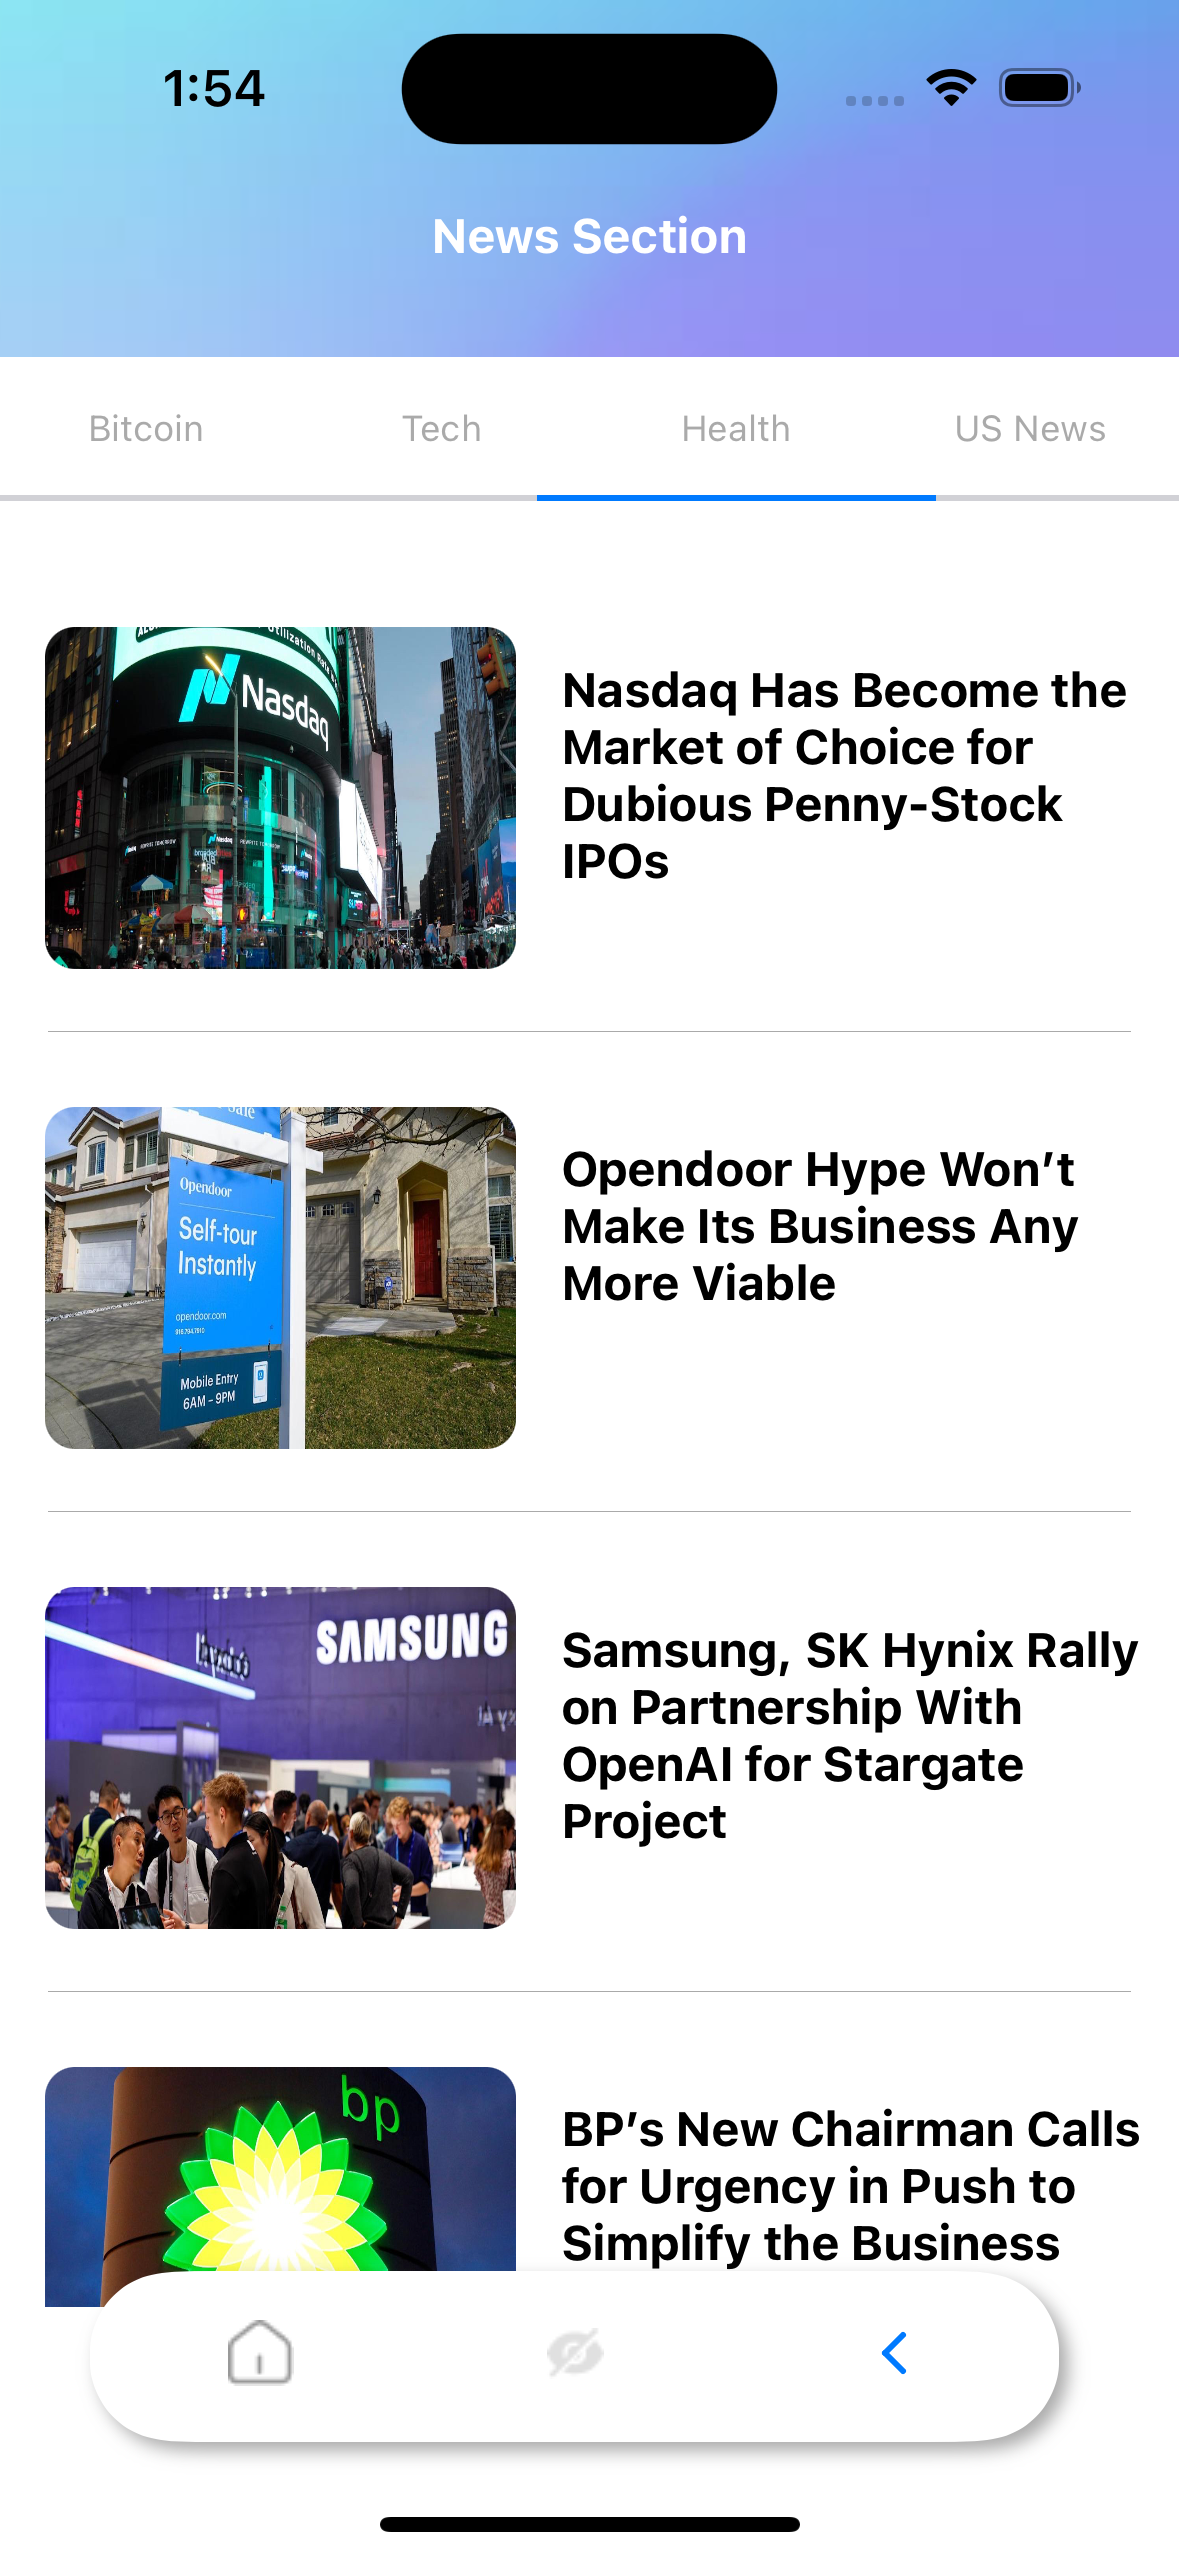 1:54
News Section
Bitcoin
Tech
Health
US News
Utilization Rate
Nasdaq
Nasdaq Has Become the
Market of Choice for
Dubious Penny-Stock
IPOs
Sale
Opendoor
Self-tour
Instantly
opendoor.com
Mobile Entry
6AM – 9PM
Opendoor Hype Won’t
Make Its Business Any
More Viable
SAMSUNG
Samsung, SK Hynix Rally
on Partnership With
OpenAI for Stargate
Project
bp
BP’s New Chairman Calls
for Urgency in Push to
Simplify the Business